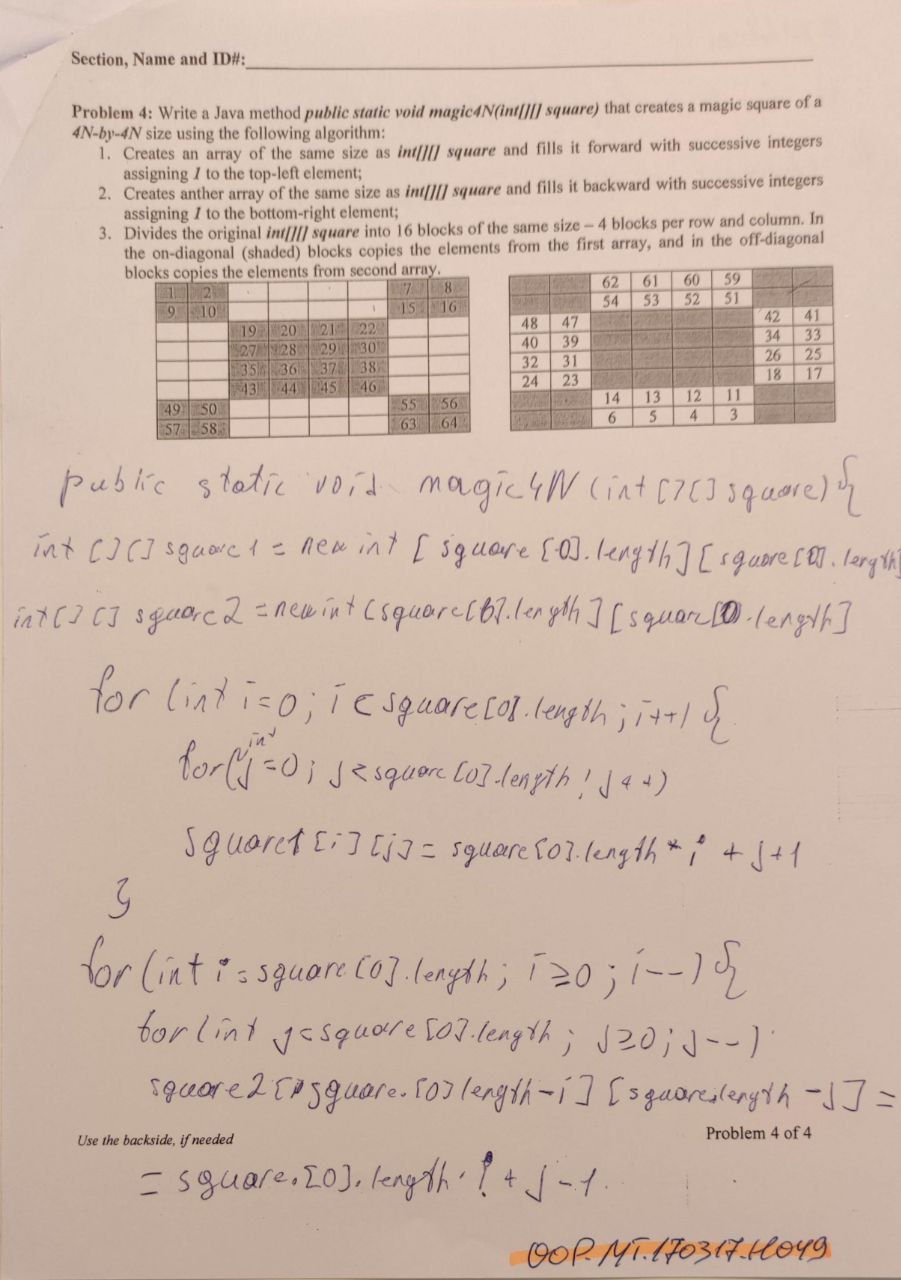 Section, Name and ID#:
Problem 4: Write a Java method public static void magic4N(int[][] square) that creates a magic square of a
4N-by-4N size using the following algorithm:
1. Creates an array of the same size as int[][] square and fills it forward with successive integers
assigning 1 to the top-left element;
2. Creates anther array of the same size as int[][] square and fills it backward with successive integers
assigning 1 to the bottom-right element;
3. Divides the original int[][] square into 16 blocks of the same size – 4 blocks per row and column. In
the on-diagonal (shaded) blocks copies the elements from the first array, and in the off-diagonal
blocks copies the elements from second array.
1 2 7 8
9 10 15 16
19 20 21 22
27 28 29 30
35 36 37 38
43 44 45 46
49 50 55 56
57 58 63 64
62 61 60 59
54 53 52 51
48 47 42 41
40 39 34 33
32 31 26 25
24 23 18 17
14 13 12 11
6 5 4 3
public static void magic4N (int [][] square) {
int [][] square1 = new int [square[0].length][square[0].length]
int[][] square2 = new int [square[0].length][squar[0].length]
for (int i=0; i<square[0].length; i++) {
for(int j=0; j<square[0].length; j++)
square1 [i][j] = square[0].length * i + j+1
}
for (int i = square[0].length; i≥0; i--) {
for (int j=square[0].length; j≥0; j--)
square2 [square.[0]length-i] [square.length -j] =
Use the backside, if needed
Problem 4 of 4
= square.[0].length · i + j-1.
OOP.MT.170317.H049